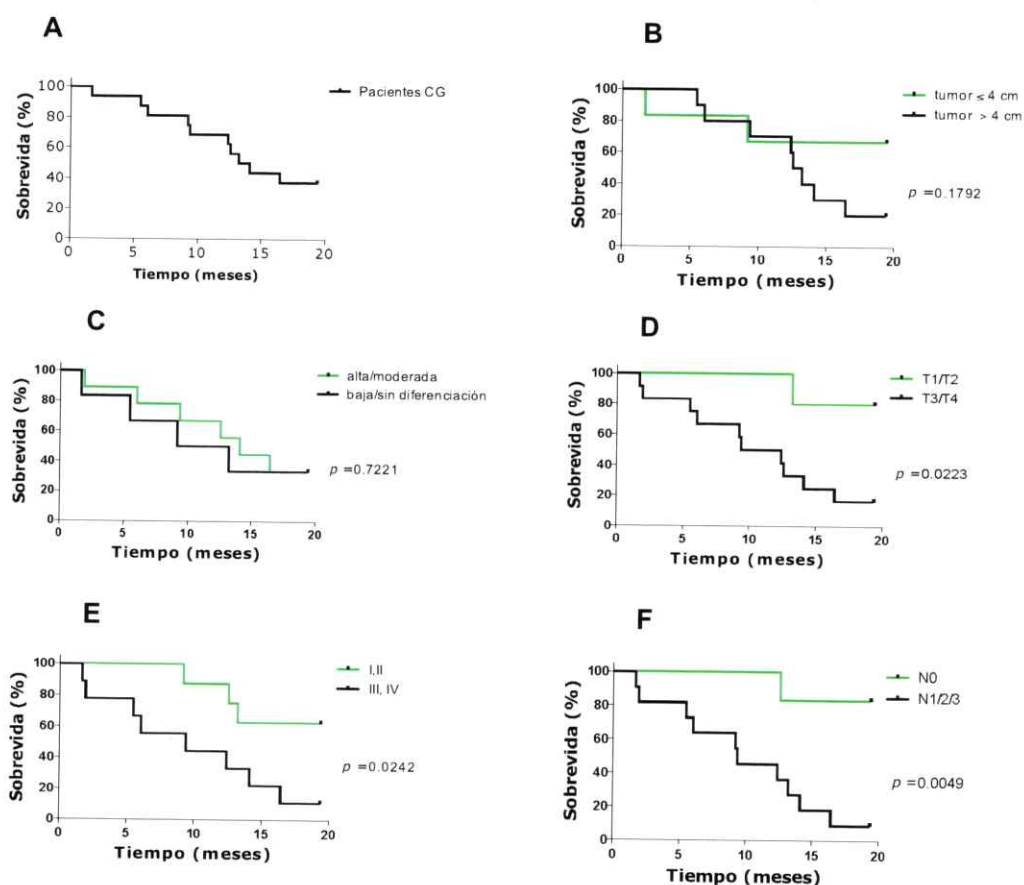 A
Sobrevida (%)
100
80
60
40
20
0
0 5 10 15 20
Tiempo (meses)
Pacientes CG
B
Sobrevida (%)
100
80
60
40
20
0
0 5 10 15 20
Tiempo (meses)
tumor ≤ 4 cm
tumor > 4 cm
p =0.1792
C
Sobrevida (%)
100
80
60
40
20
0
0 5 10 15 20
Tiempo (meses)
alta/moderada
baja/sin diferenciación
p =0.7221
D
Sobrevida (%)
100
80
60
40
20
0
0 5 10 15 20
Tiempo (meses)
T1/T2
T3/T4
p =0.0223
E
Sobrevida (%)
100
80
60
40
20
0
0 5 10 15 20
Tiempo (meses)
I,II
III, IV
p =0.0242
F
Sobrevida (%)
100
80
60
40
20
0
0 5 10 15 20
Tiempo (meses)
N0
N1/2/3
p =0.0049